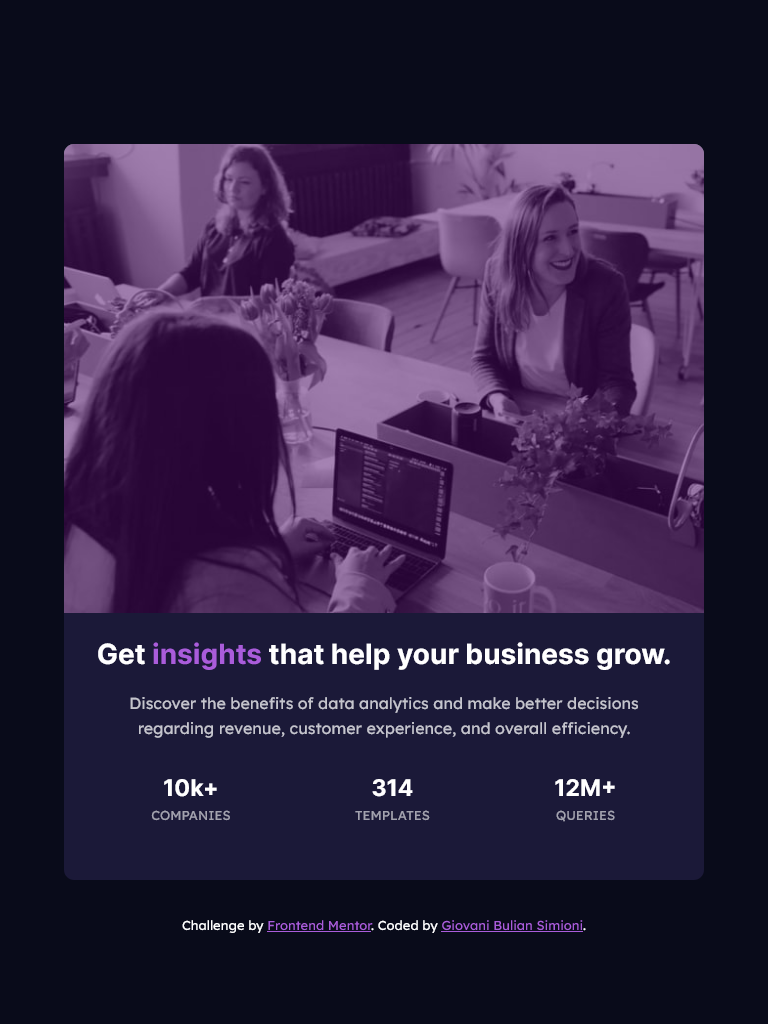 Get insights that help your business grow.
Discover the benefits of data analytics and make better decisions
regarding revenue, customer experience, and overall efficiency.
10k+ 314 12M+
COMPANIES TEMPLATES QUERIES
Challenge by Frontend Mentor. Coded by Giovani Bulian Simioni.